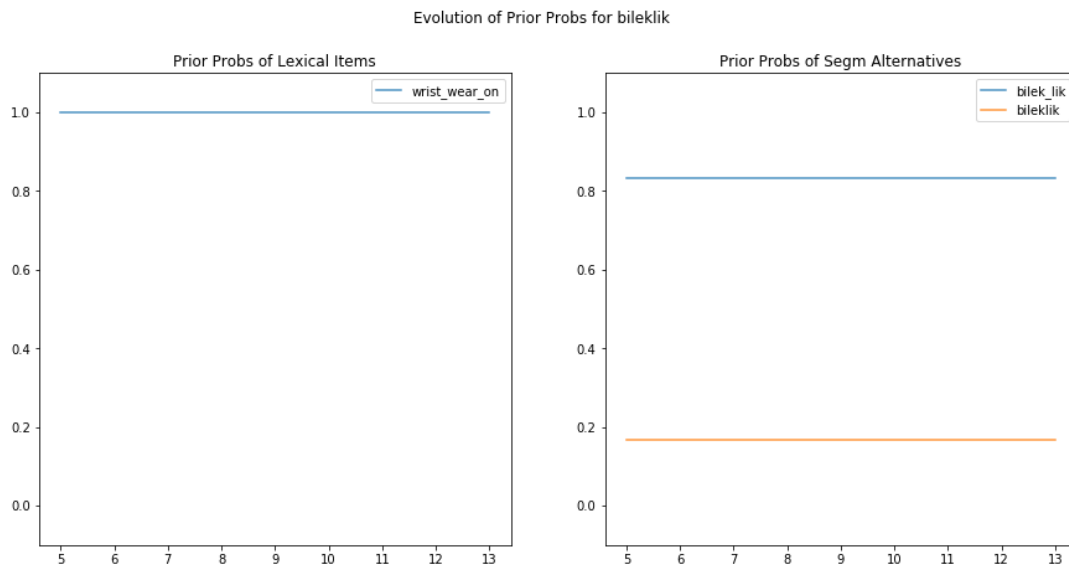 Evolution of Prior Probs for bileklik
Prior Probs of Lexical Items
wrist_wear_on
1.0
0.8
0.6
0.4
0.2
0.0
5 6 7 8 9 10 11 12 13
Prior Probs of Segm Alternatives
bilek_lik
bileklik
1.0
0.8
0.6
0.4
0.2
0.0
5 6 7 8 9 10 11 12 13